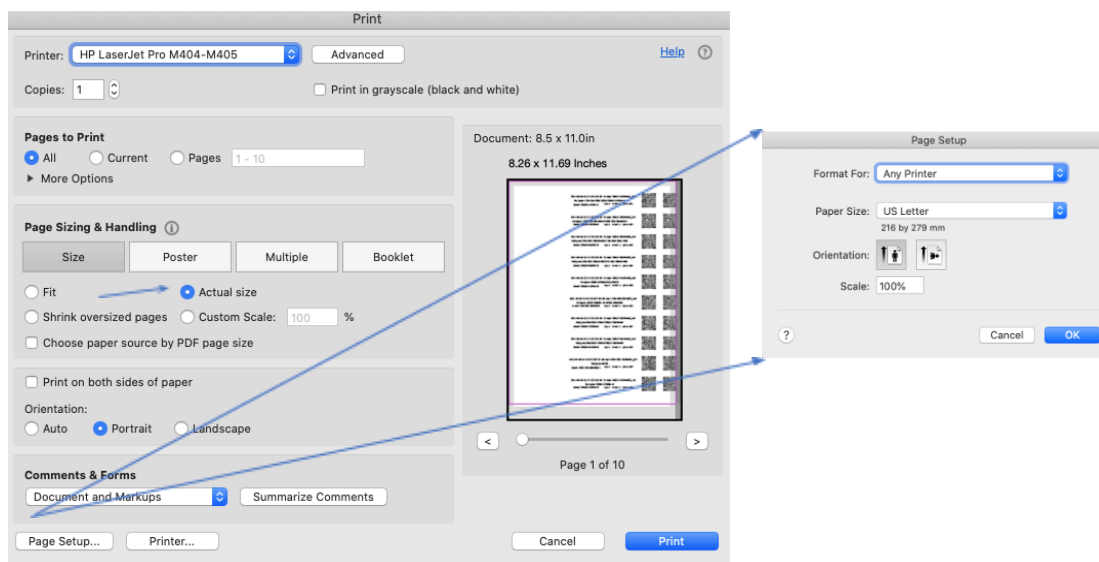 Print
Printer: HP LaserJet Pro M404-M405 Advanced Help ?
Copies: 1 Print in grayscale (black and white)
Pages to Print
All Current Pages 1 - 10
More Options
Page Sizing & Handling i
Size Poster Multiple Booklet
Fit Actual size
Shrink oversized pages Custom Scale: 100 %
Choose paper source by PDF page size
Print on both sides of paper
Orientation:
Auto Portrait Landscape
Comments & Forms
Document and Markups Summarize Comments
Page Setup... Printer...
Document: 8.5 x 11.0in
8.26 x 11.69 Inches
< >
Page 1 of 10
Cancel Print
Page Setup
Format For: Any Printer
Paper Size: US Letter
216 by 279 mm
Orientation:
Scale: 100%
? Cancel OK